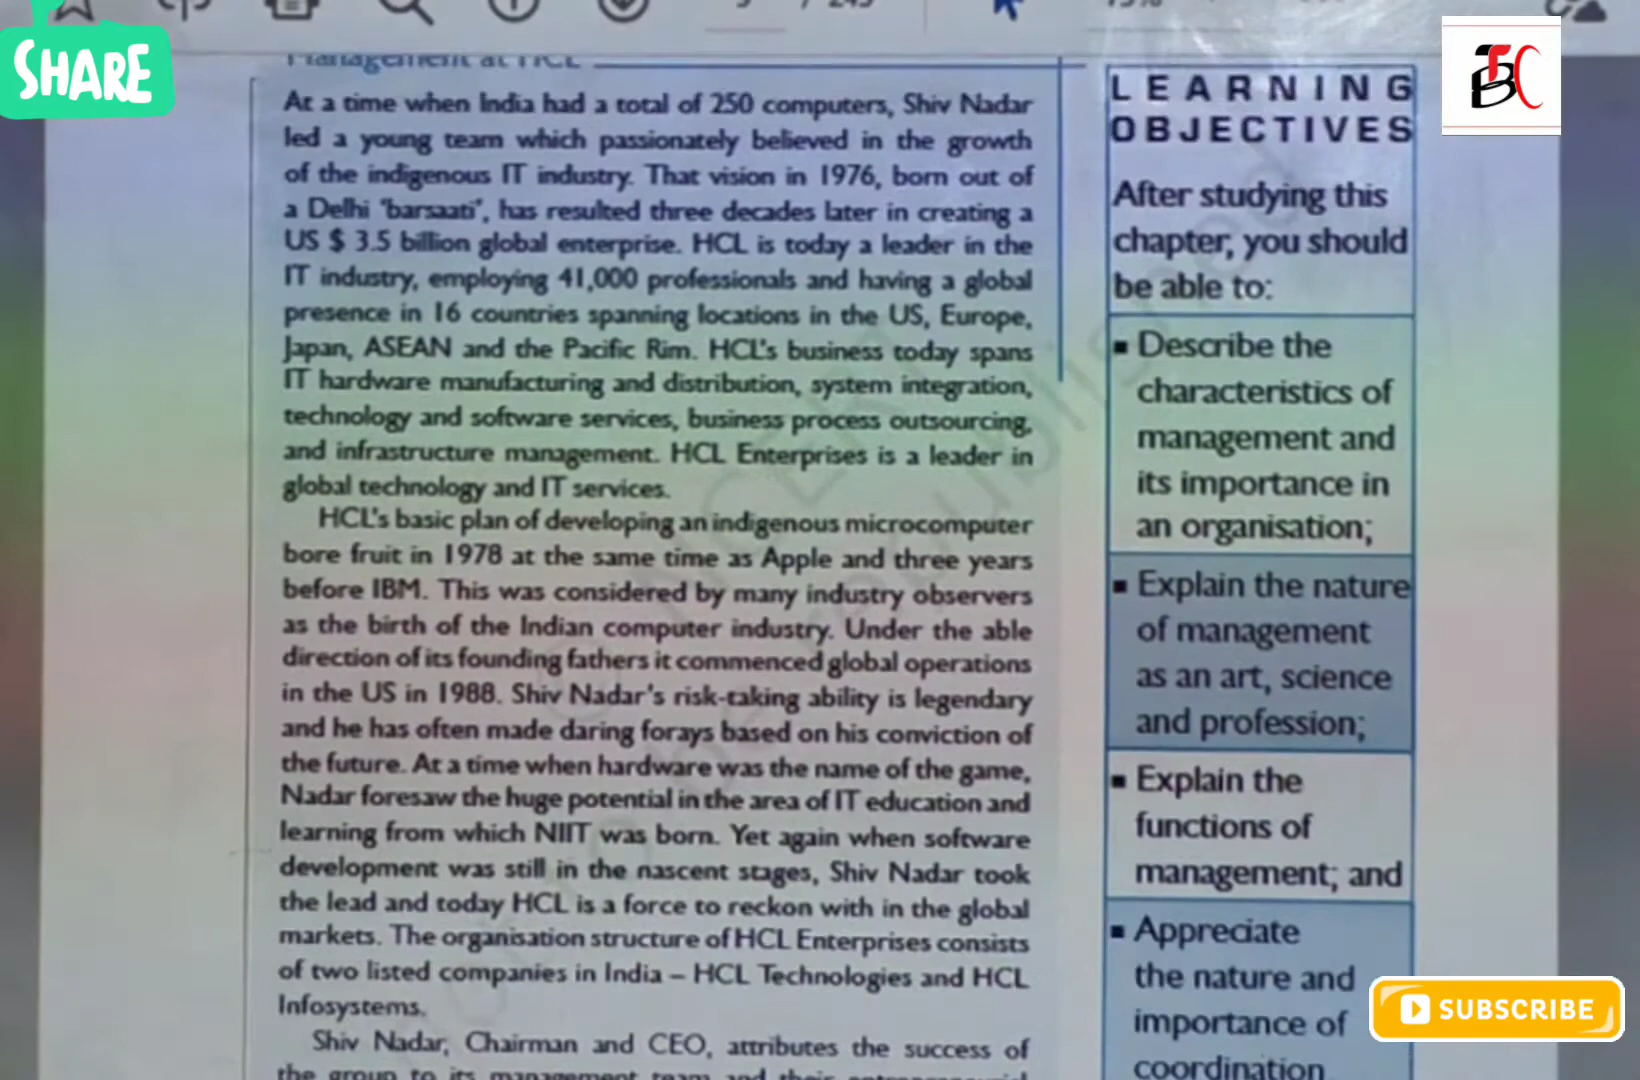 SHARE
Management at HCL
At a time when India had a total of 250 computers, Shiv Nadar
led a young team which passionately believed in the growth
of the indigenous IT industry. That vision in 1976, born out of
a Delhi 'barsaati', has resulted three decades later in creating a
US $ 3.5 billion global enterprise. HCL is today a leader in the
IT industry, employing 41,000 professionals and having a global
presence in 16 countries spanning locations in the US, Europe,
Japan, ASEAN and the Pacific Rim. HCL's business today spans
IT hardware manufacturing and distribution, system integration,
technology and software services, business process outsourcing,
and infrastructure management. HCL Enterprises is a leader in
global technology and IT services.
HCL's basic plan of developing an indigenous microcomputer
bore fruit in 1978 at the same time as Apple and three years
before IBM. This was considered by many industry observers
as the birth of the Indian computer industry. Under the able
direction of its founding fathers it commenced global operations
in the US in 1988. Shiv Nadar's risk-taking ability is legendary
and he has often made daring forays based on his conviction of
the future. At a time when hardware was the name of the game,
Nadar foresaw the huge potential in the area of IT education and
learning from which NIIT was born. Yet again when software
development was still in the nascent stages, Shiv Nadar took
the lead and today HCL is a force to reckon with in the global
markets. The organisation structure of HCL Enterprises consists
of two listed companies in India – HCL Technologies and HCL
Infosystems.
Shiv Nadar, Chairman and CEO, attributes the success of
the group to its management team and their
LEARNING
OBJECTIVES
After studying this
chapter, you should
be able to:
▪ Describe the
characteristics of
management and
its importance in
an organisation;
▪ Explain the nature
of management
as an art, science
and profession;
▪ Explain the
functions of
management; and
▪ Appreciate
the nature and
importance of
coordination
TBC
SUBSCRIBE